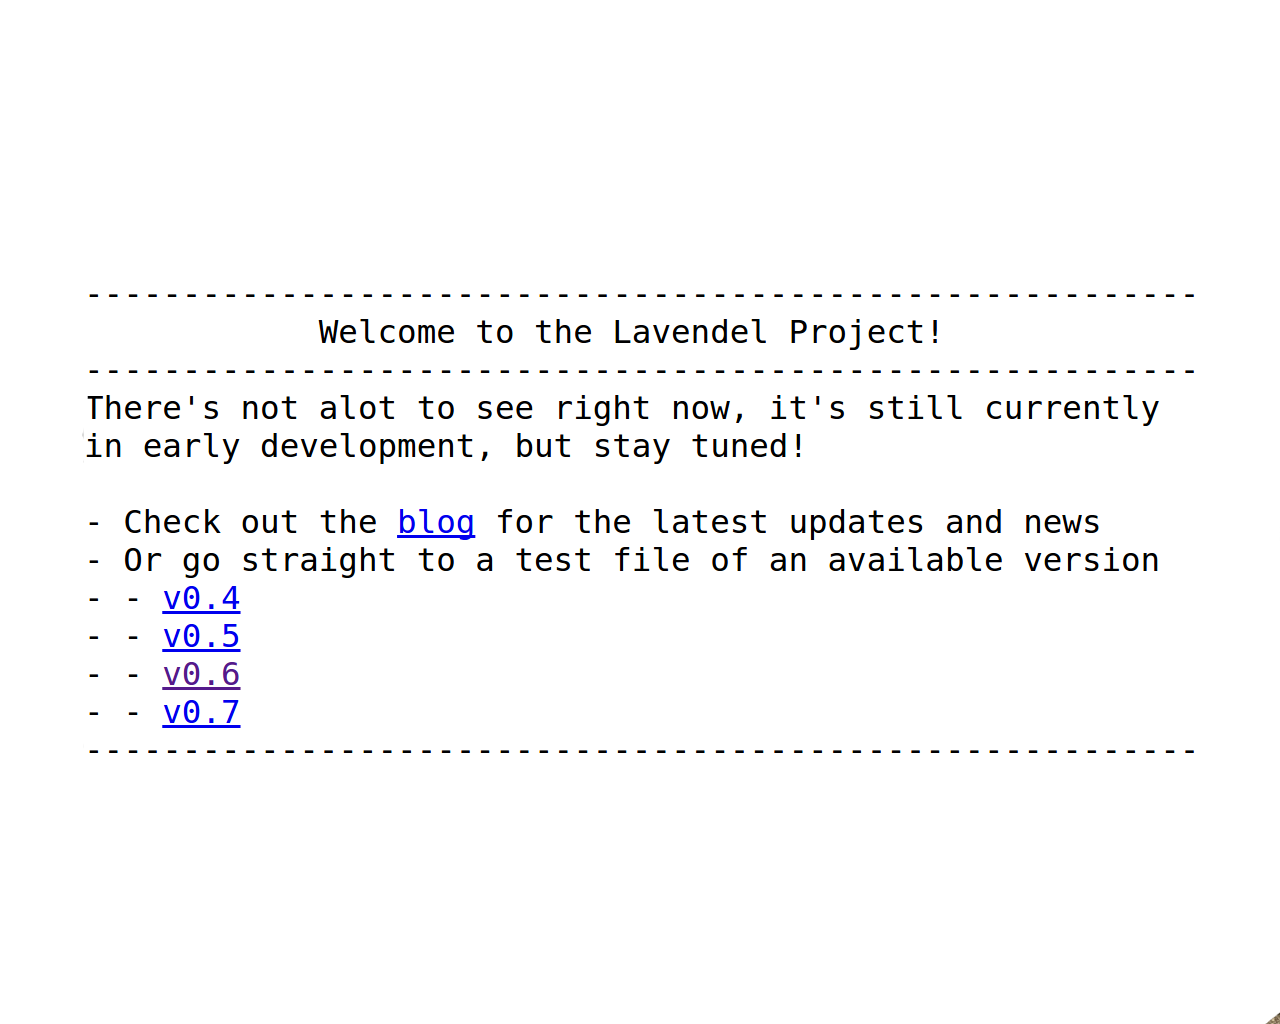 ---------------------------------------------------------
Welcome to the Lavendel Project!
---------------------------------------------------------
There's not alot to see right now, it's still currently
in early development, but stay tuned!
- Check out the blog for the latest updates and news
- Or go straight to a test file of an available version
- - v0.4
- - v0.5
- - v0.6
- - v0.7
---------------------------------------------------------